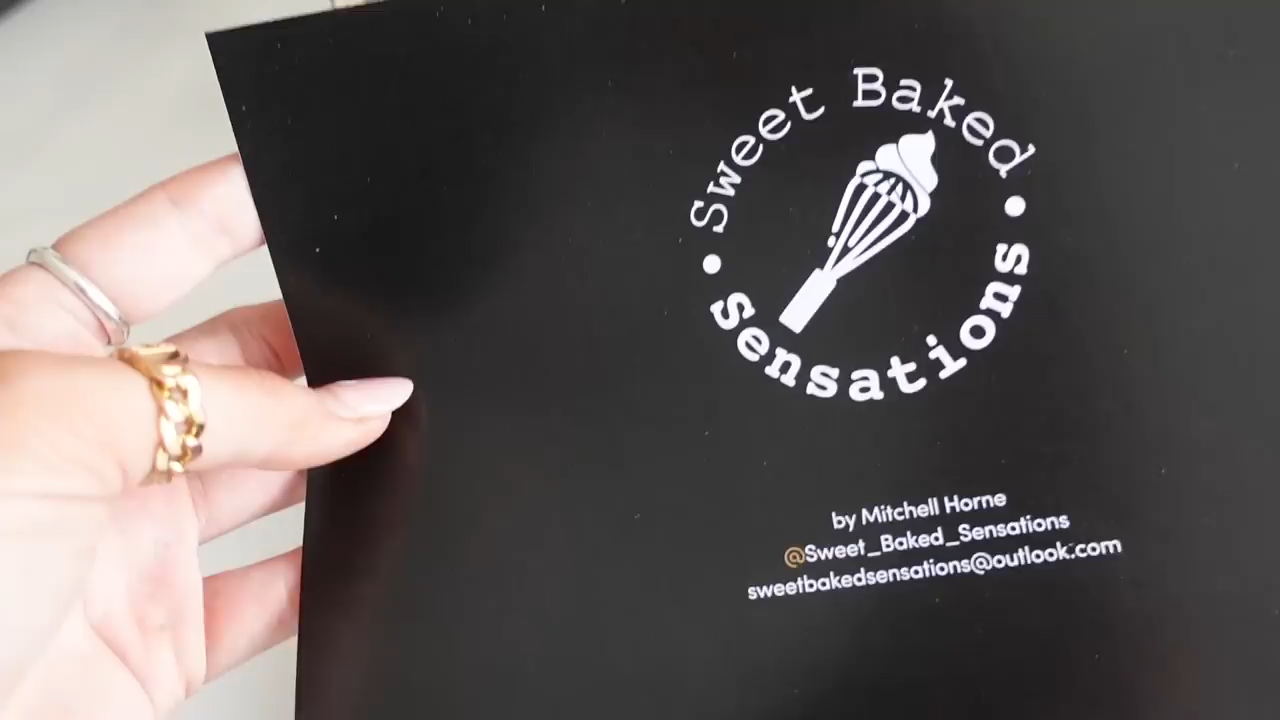 Sweet Baked
Sensations
by Mitchell Horne
@Sweet_Baked_Sensations
sweetbakedsensations@outlook.com